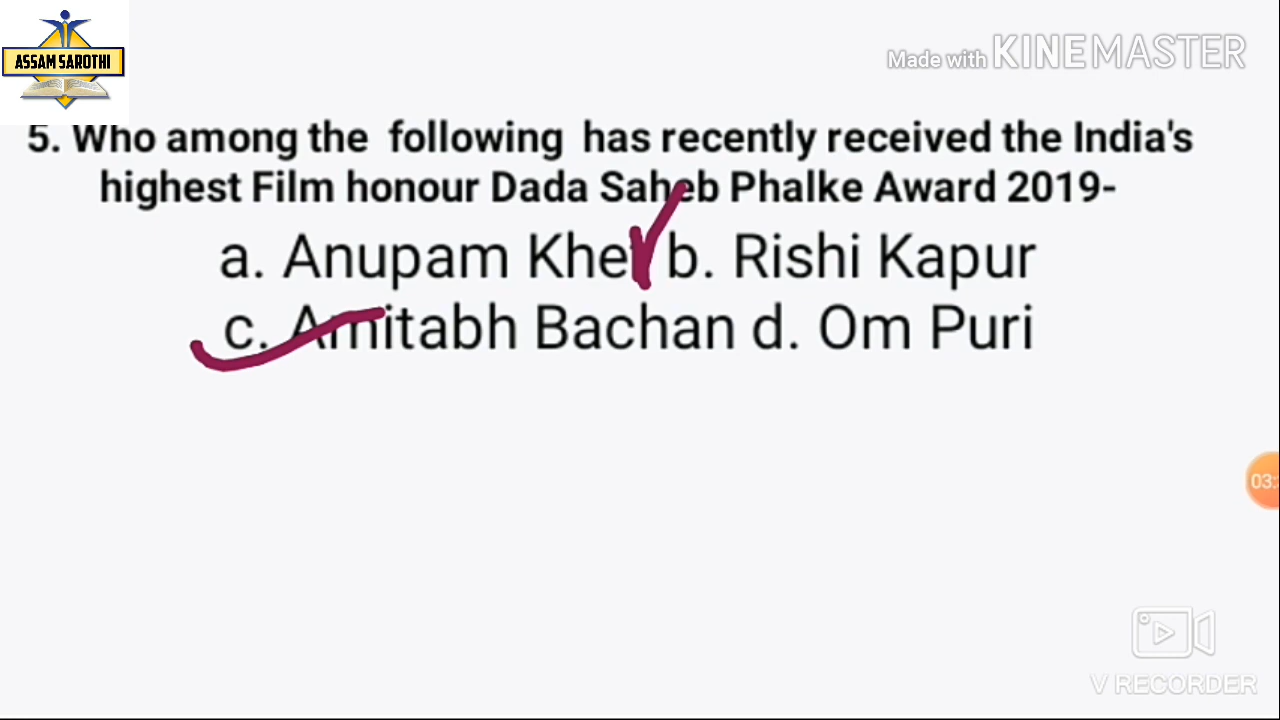 ASSAM SAROTHI
Made with KINEMASTER
5. Who among the following has recently received the India's
highest Film honour Dada Saheb Phalke Award 2019-
a. Anupam Kher b. Rishi Kapur
c. Amitabh Bachan d. Om Puri
03:
V RECORDER